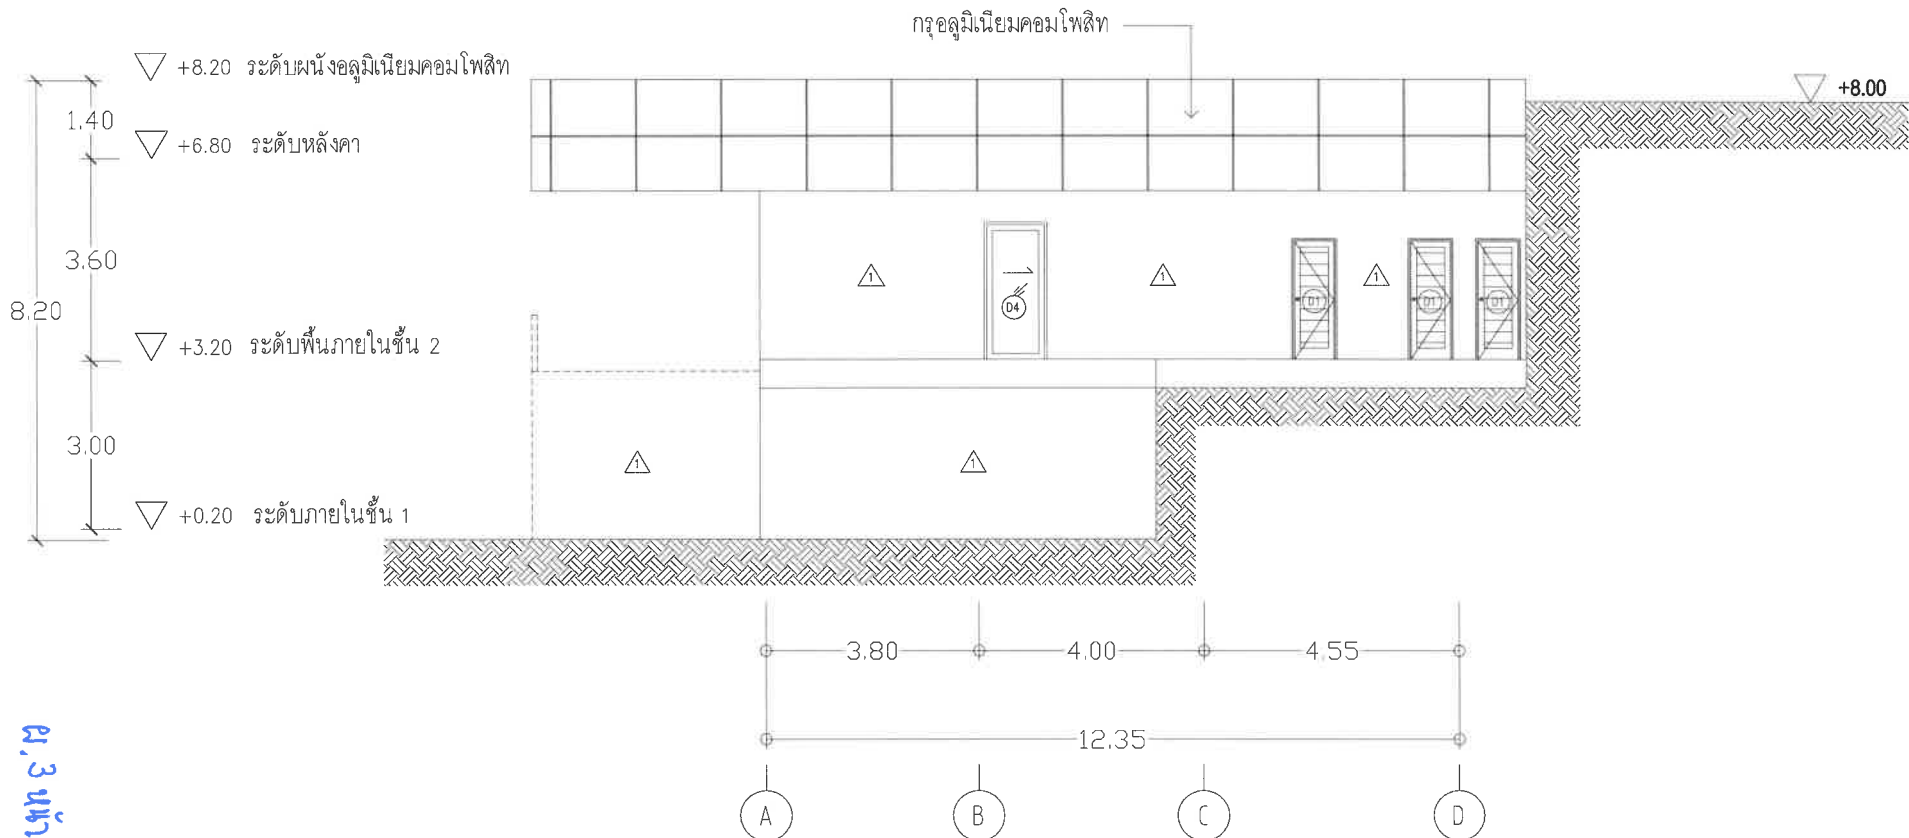 กรุอลูมิเนียมคอมโพสิท
+8.20 ระดับผนังอลูมิเนียมคอมโพสิท
+8.00
1.40
+6.80 ระดับหลังคา
3.60
1
1
1
D4
D1
D1
D1
8.20
+3.20 ระดับพื้นภายในชั้น 2
3.00
1
1
+0.20 ระดับภายในชั้น 1
3.80
4.00
4.55
12.35
A
B
C
D